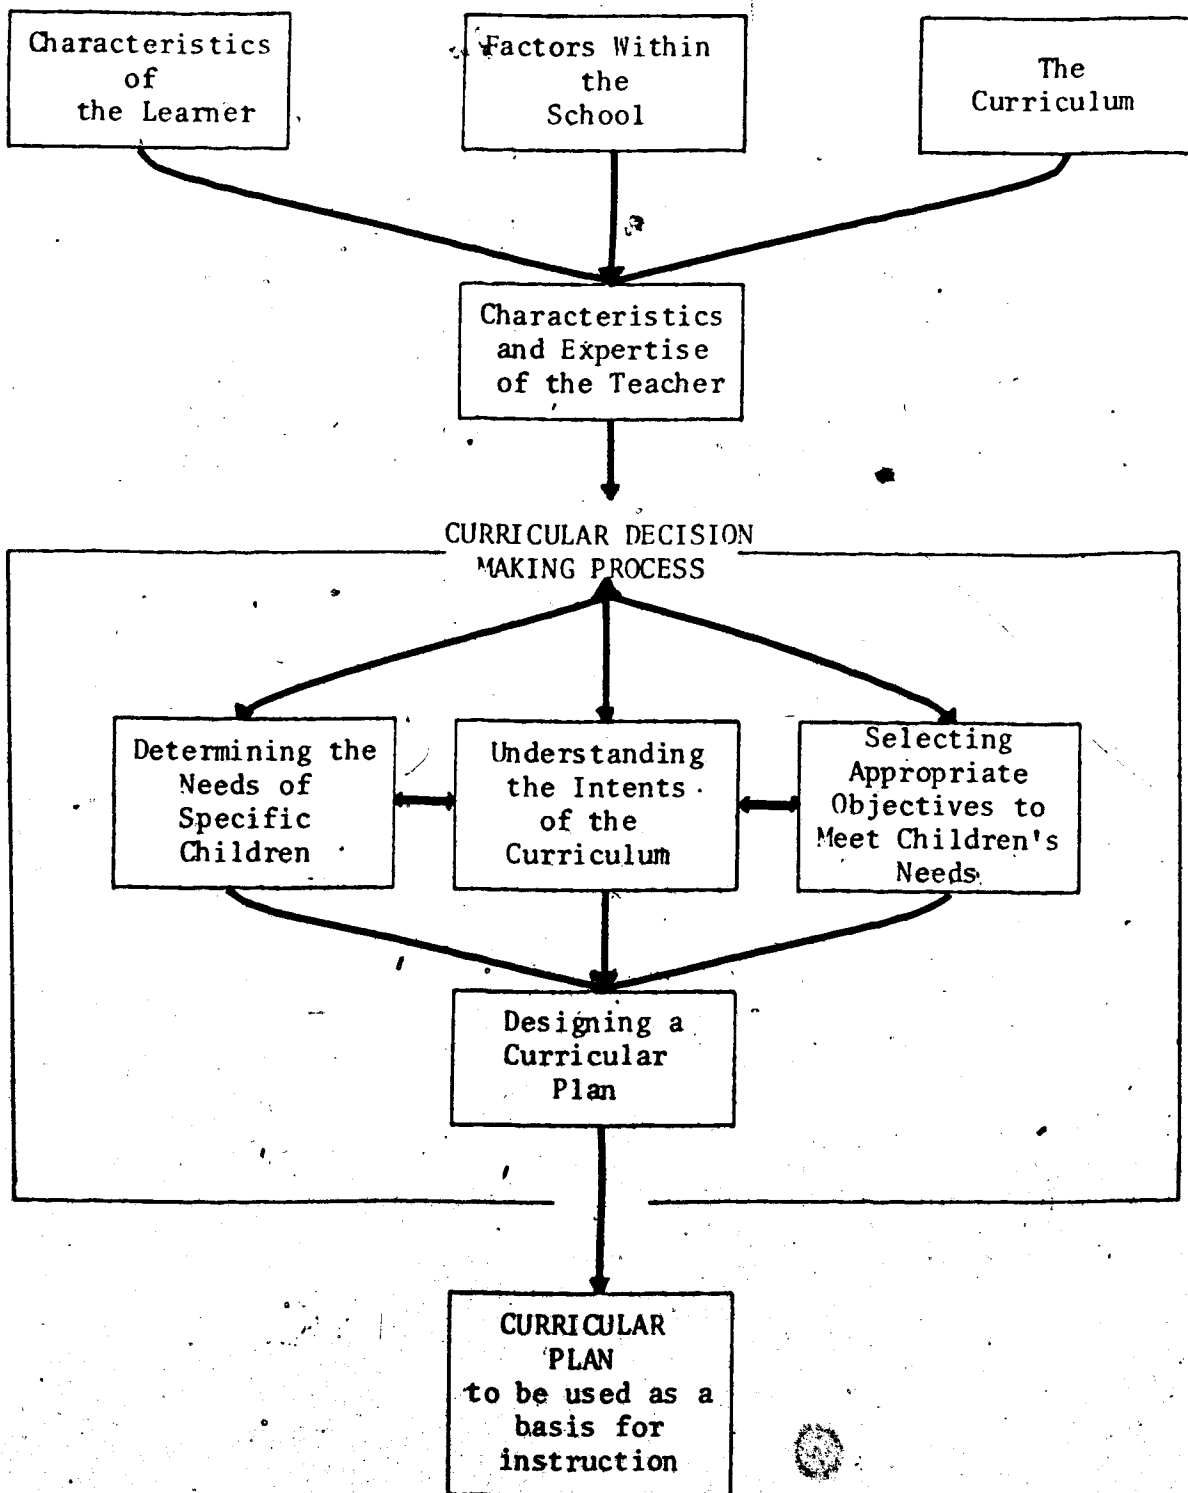 Characteristics
of
the Learner
Factors Within
the
School
The
Curriculum
Characteristics
and Expertise
of the Teacher
CURRICULAR DECISION
MAKING PROCESS
Determining the
Needs of
Specific
Children
Understanding
the Intents
of the
Curriculum
Selecting
Appropriate
Objectives to
Meet Children's
Needs
Designing a
Curricular
Plan
CURRICULAR
PLAN
to be used as a
basis for
instruction